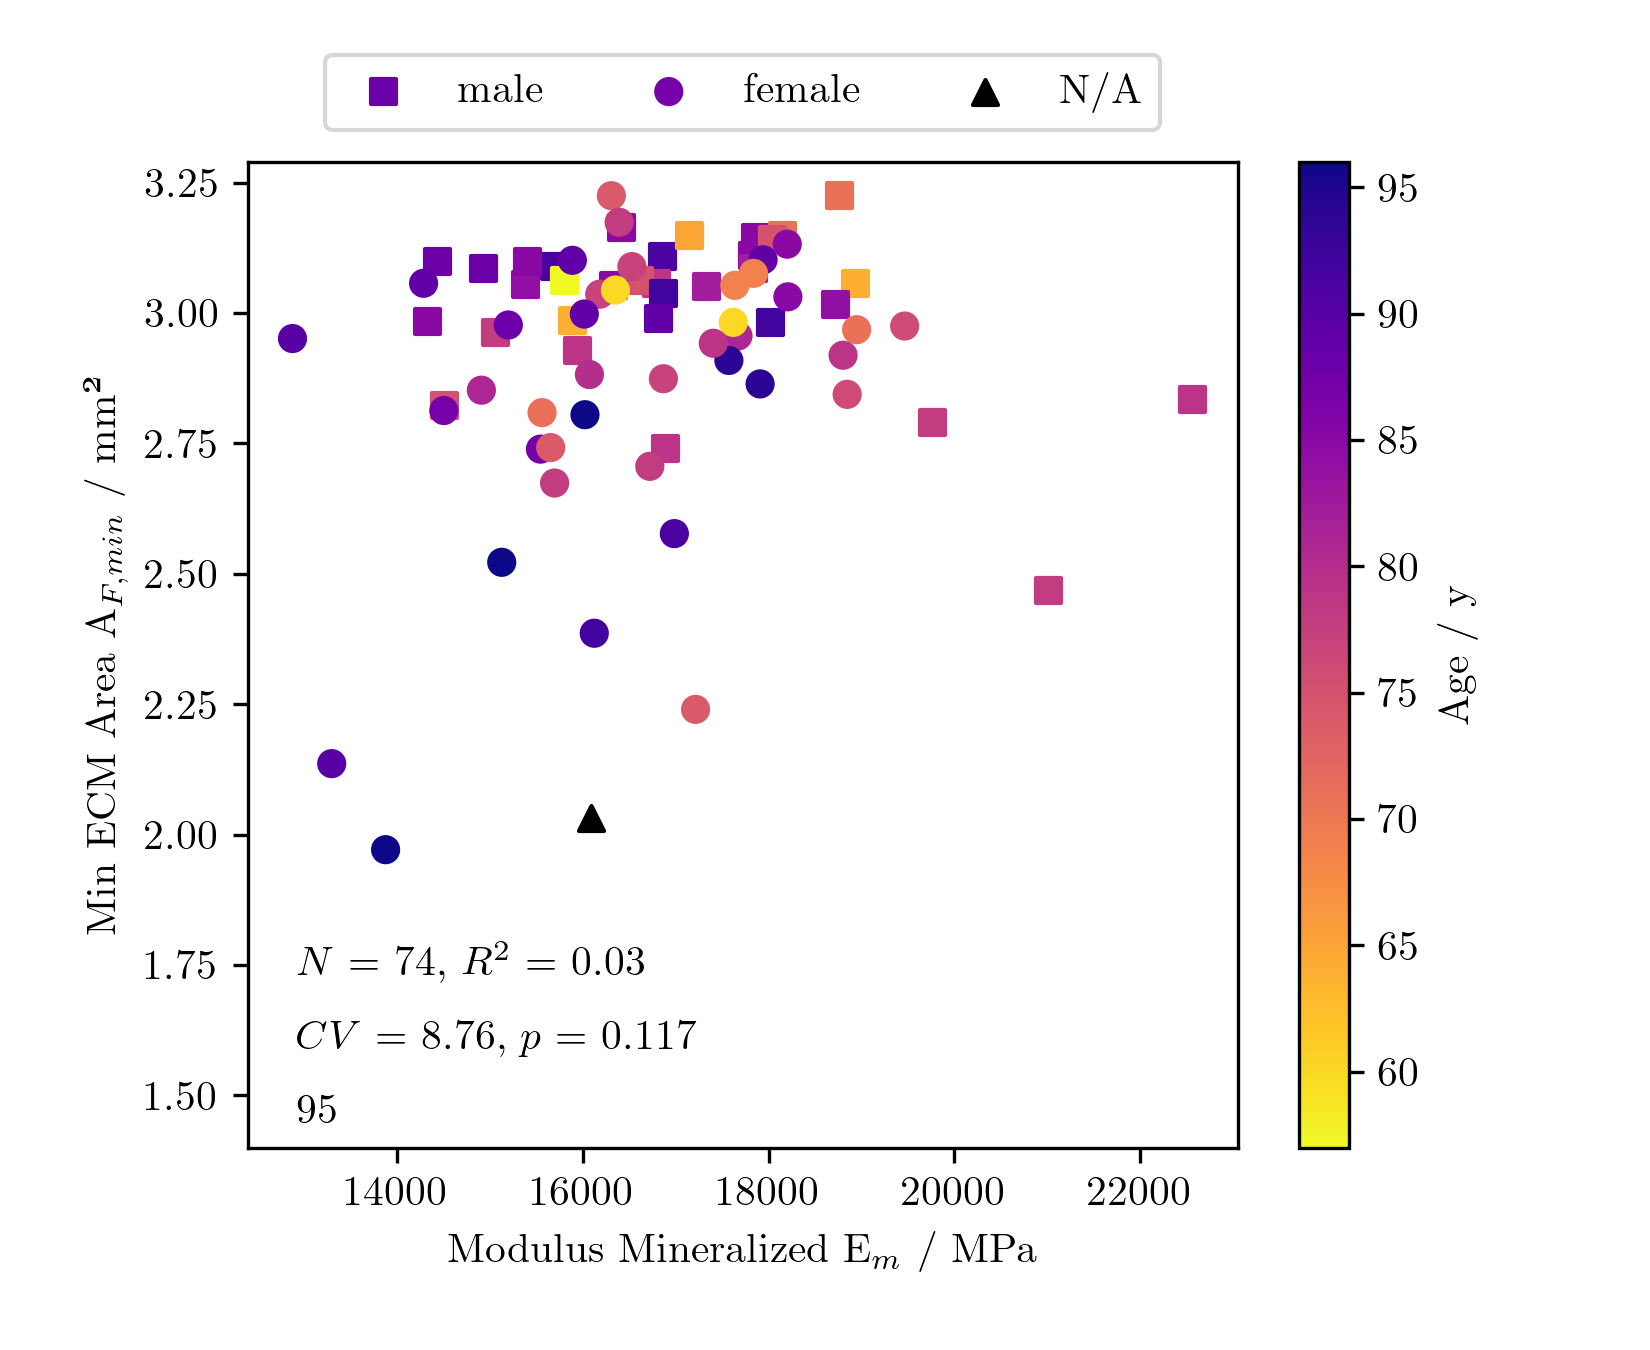 male female N/A
3.25
3.00
2.75
2.50
2.25
2.00
1.75
1.50
Min ECM Area A_{F,min} / mm²
N = 74, R² = 0.03
CV = 8.76, p = 0.117
95
14000 16000 18000 20000 22000
Modulus Mineralized E_m / MPa
95
90
85
80
75
70
65
60
Age / y